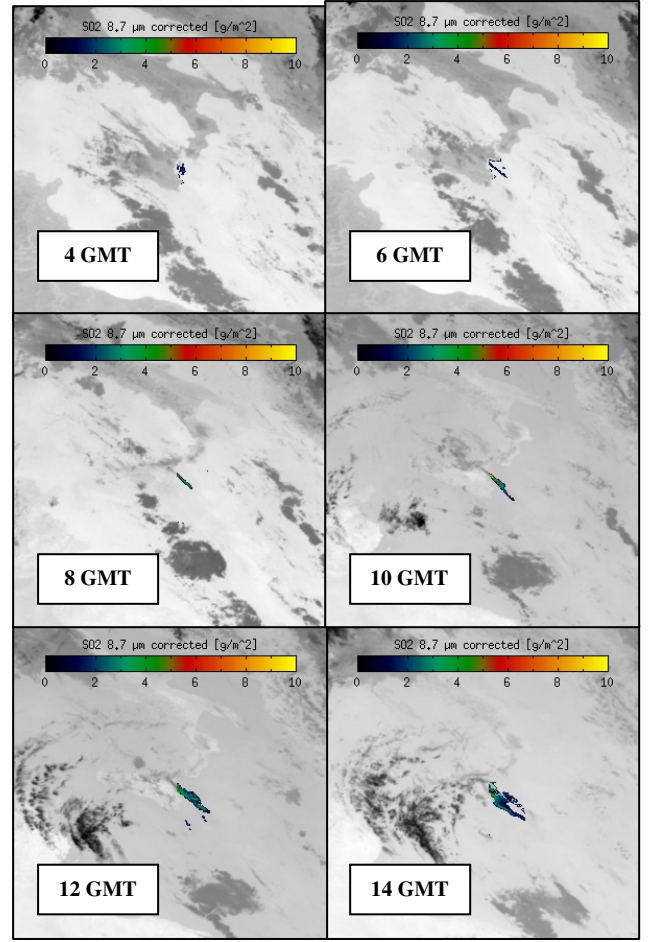 SO2 8.7 µm corrected [g/m^2]
0 2 4 6 8 10
4 GMT
SO2 8.7 µm corrected [g/m^2]
0 2 4 6 8 10
6 GMT
SO2 8.7 µm corrected [g/m^2]
0 2 4 6 8 10
8 GMT
SO2 8.7 µm corrected [g/m^2]
0 2 4 6 8 10
10 GMT
SO2 8.7 µm corrected [g/m^2]
0 2 4 6 8 10
12 GMT
SO2 8.7 µm corrected [g/m^2]
0 2 4 6 8 10
14 GMT